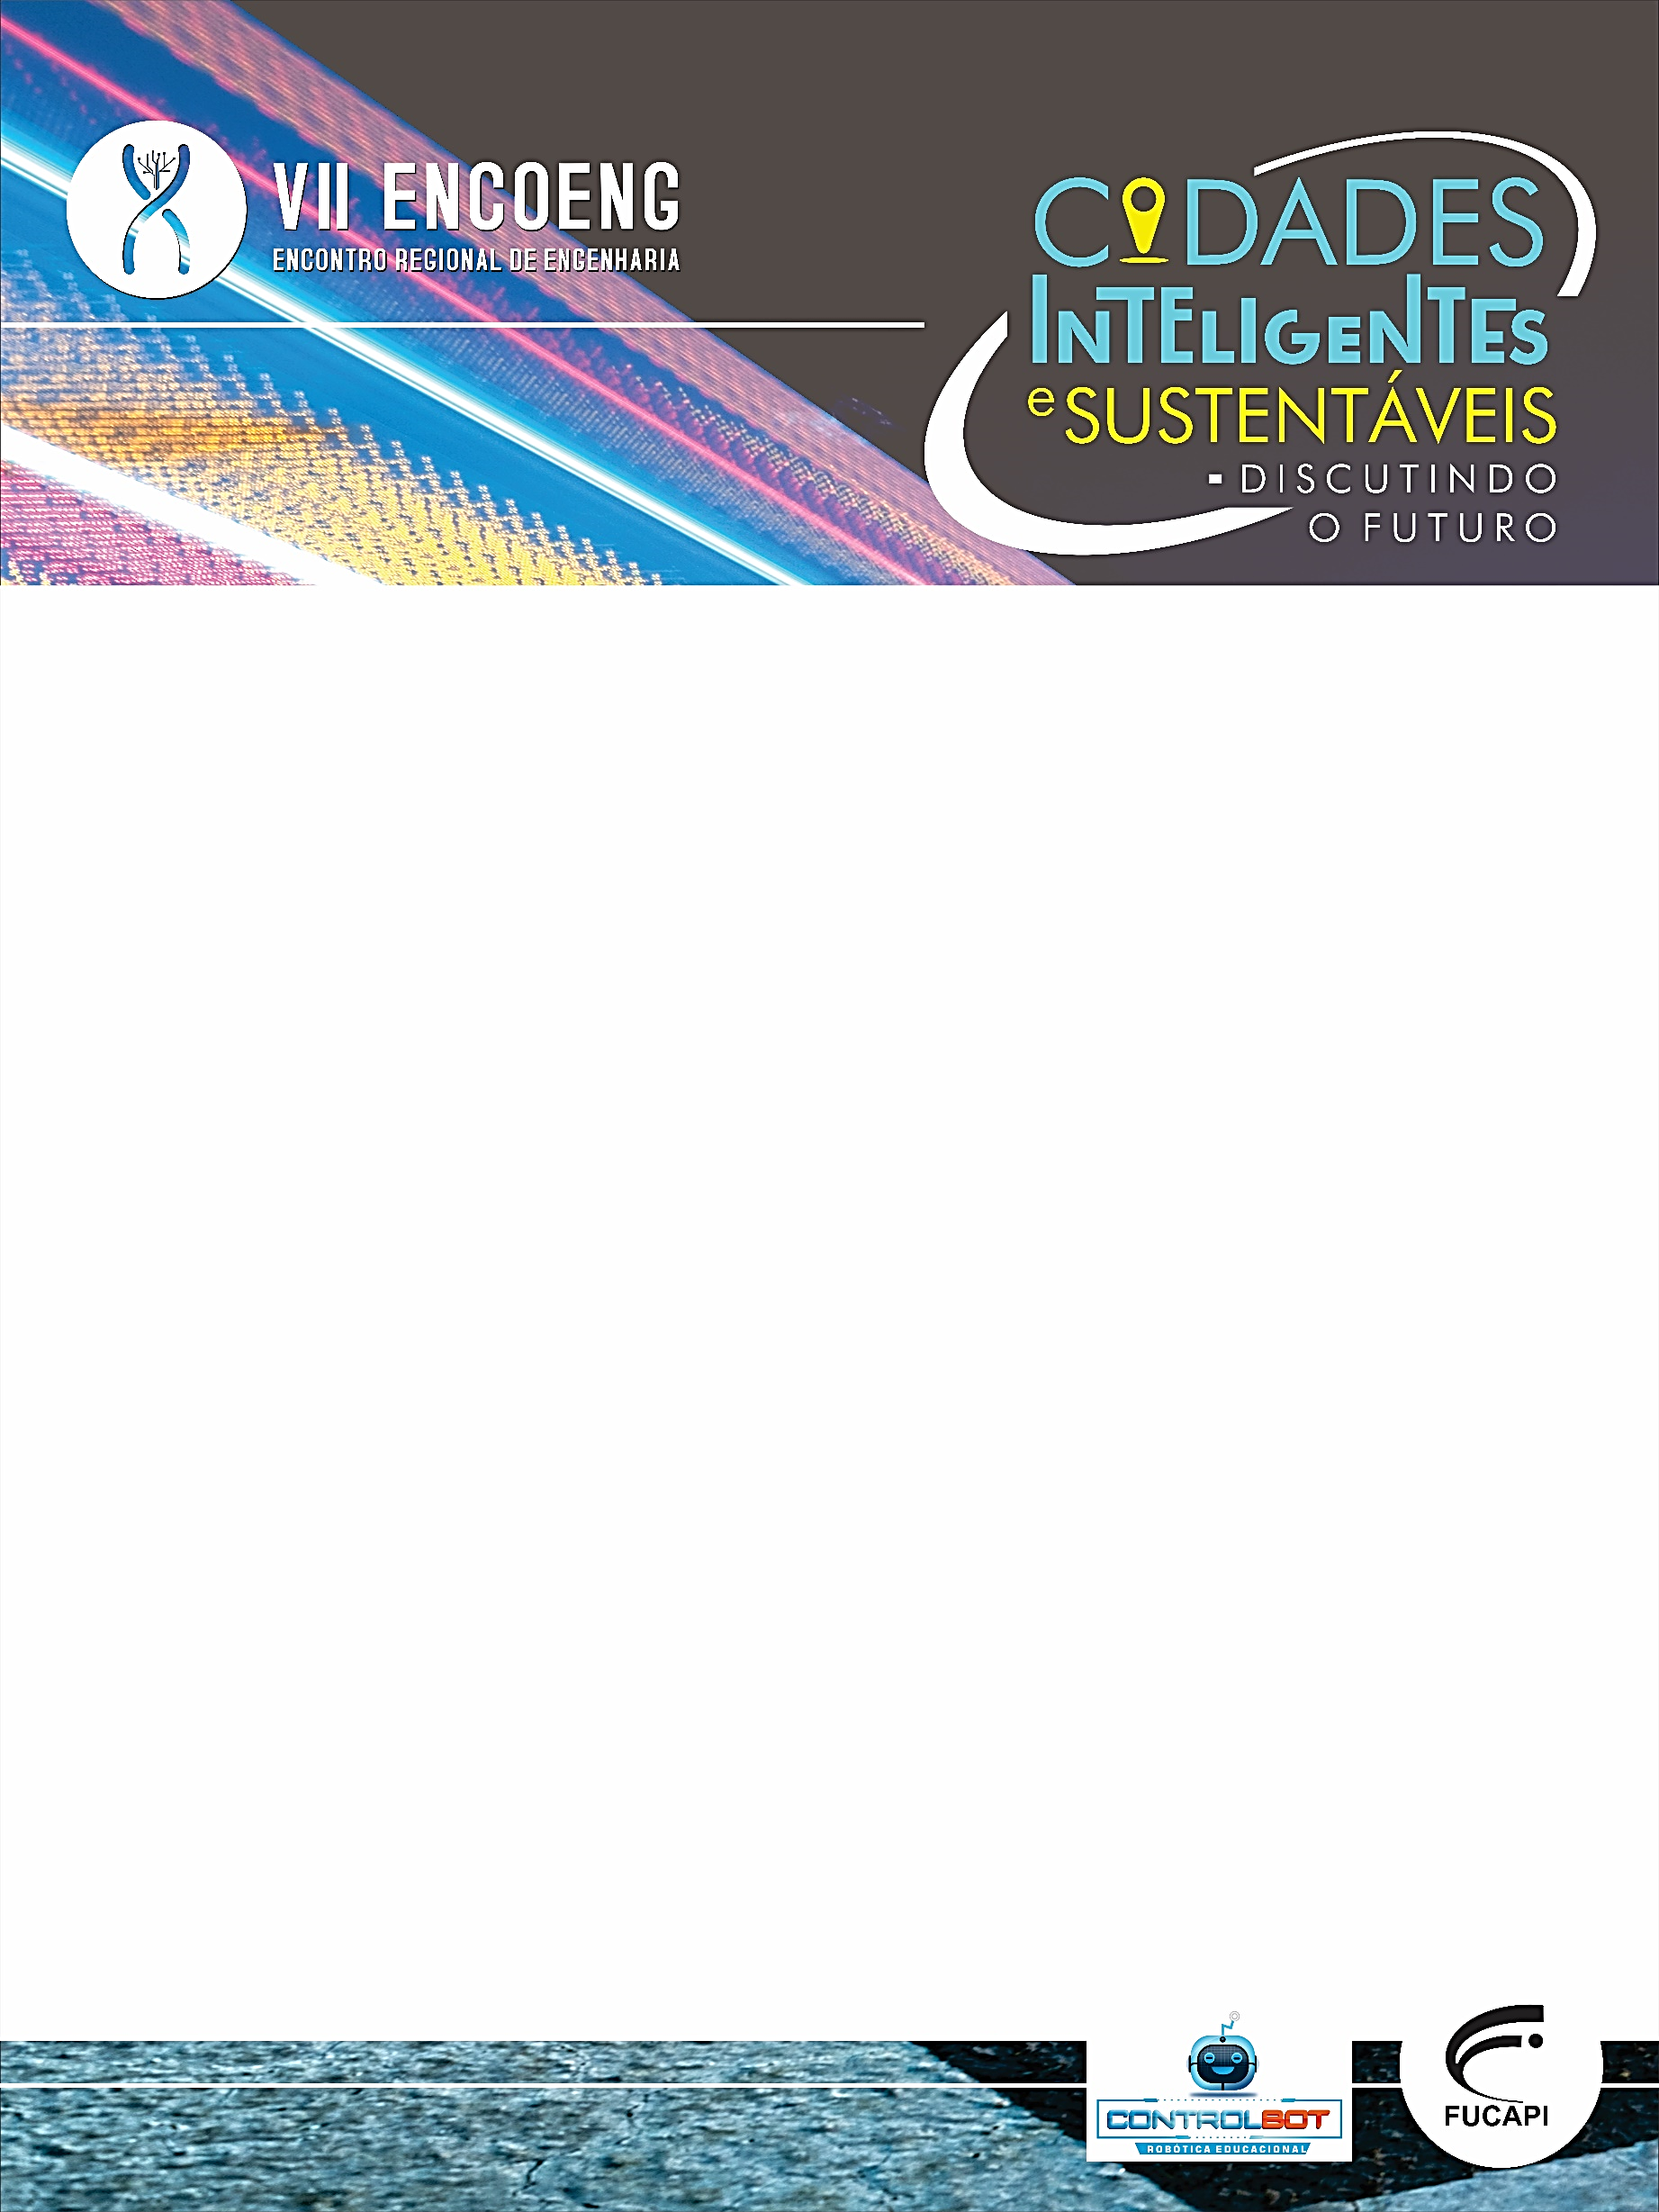 VII ENCOENG
ENCONTRO REGIONAL DE ENGENHARIA
CIDADES
INTELIGENTES
e SUSTENTÁVEIS
- DISCUTINDO
O FUTURO
CONTROLBOT
ROBÓTICA EDUCACIONAL
FUCAPI